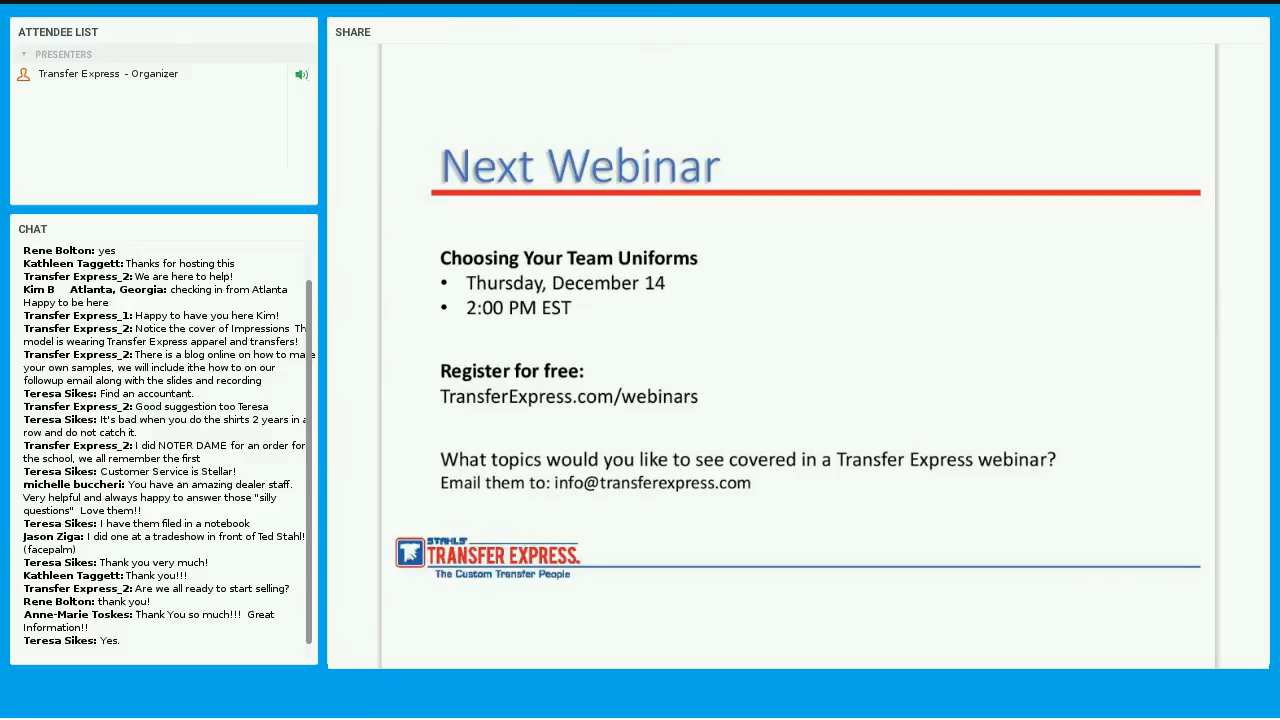 ATTENDEE LIST
PRESENTERS
Transfer Express - Organizer
CHAT
Rene Bolton: yes
Kathleen Taggett: Thanks for hosting this
Transfer Express_2: We are here to help!
Kim B Atlanta, Georgia: checking in from Atlanta
Happy to be here
Transfer Express_1: Happy to have you here Kim!
Transfer Express_2: Notice the cover of Impressions Th
model is wearing Transfer Express apparel and transfers!
Transfer Express_2: There is a blog online on how to make
your own samples, we will include ithe how to on our
followup email along with the slides and recording
Teresa Sikes: Find an accountant.
Transfer Express_2: Good suggestion too Teresa
Teresa Sikes: It's bad when you do the shirts 2 years in a
row and do not catch it.
Transfer Express_2: I did NOTER DAME for an order for
the school, we all remember the first
Teresa Sikes: Customer Service is Stellar!
michelle buccheri: You have an amazing dealer staff.
Very helpful and always happy to answer those "silly
questions" Love them!!
Teresa Sikes: I have them filed in a notebook
Jason Ziga: I did one at a tradeshow in front of Ted Stahl!
(facepalm)
Teresa Sikes: Thank you very much!
Kathleen Taggett: Thank you!!!
Transfer Express_2: Are we all ready to start selling?
Rene Bolton: thank you!
Anne-Marie Toskes: Thank You so much!!! Great
Information!!
Teresa Sikes: Yes.
SHARE
Next Webinar
Choosing Your Team Uniforms
• Thursday, December 14
• 2:00 PM EST
Register for free:
TransferExpress.com/webinars
What topics would you like to see covered in a Transfer Express webinar?
Email them to: info@transferexpress.com
STAHLS'
TRANSFER EXPRESS.
The Custom Transfer People